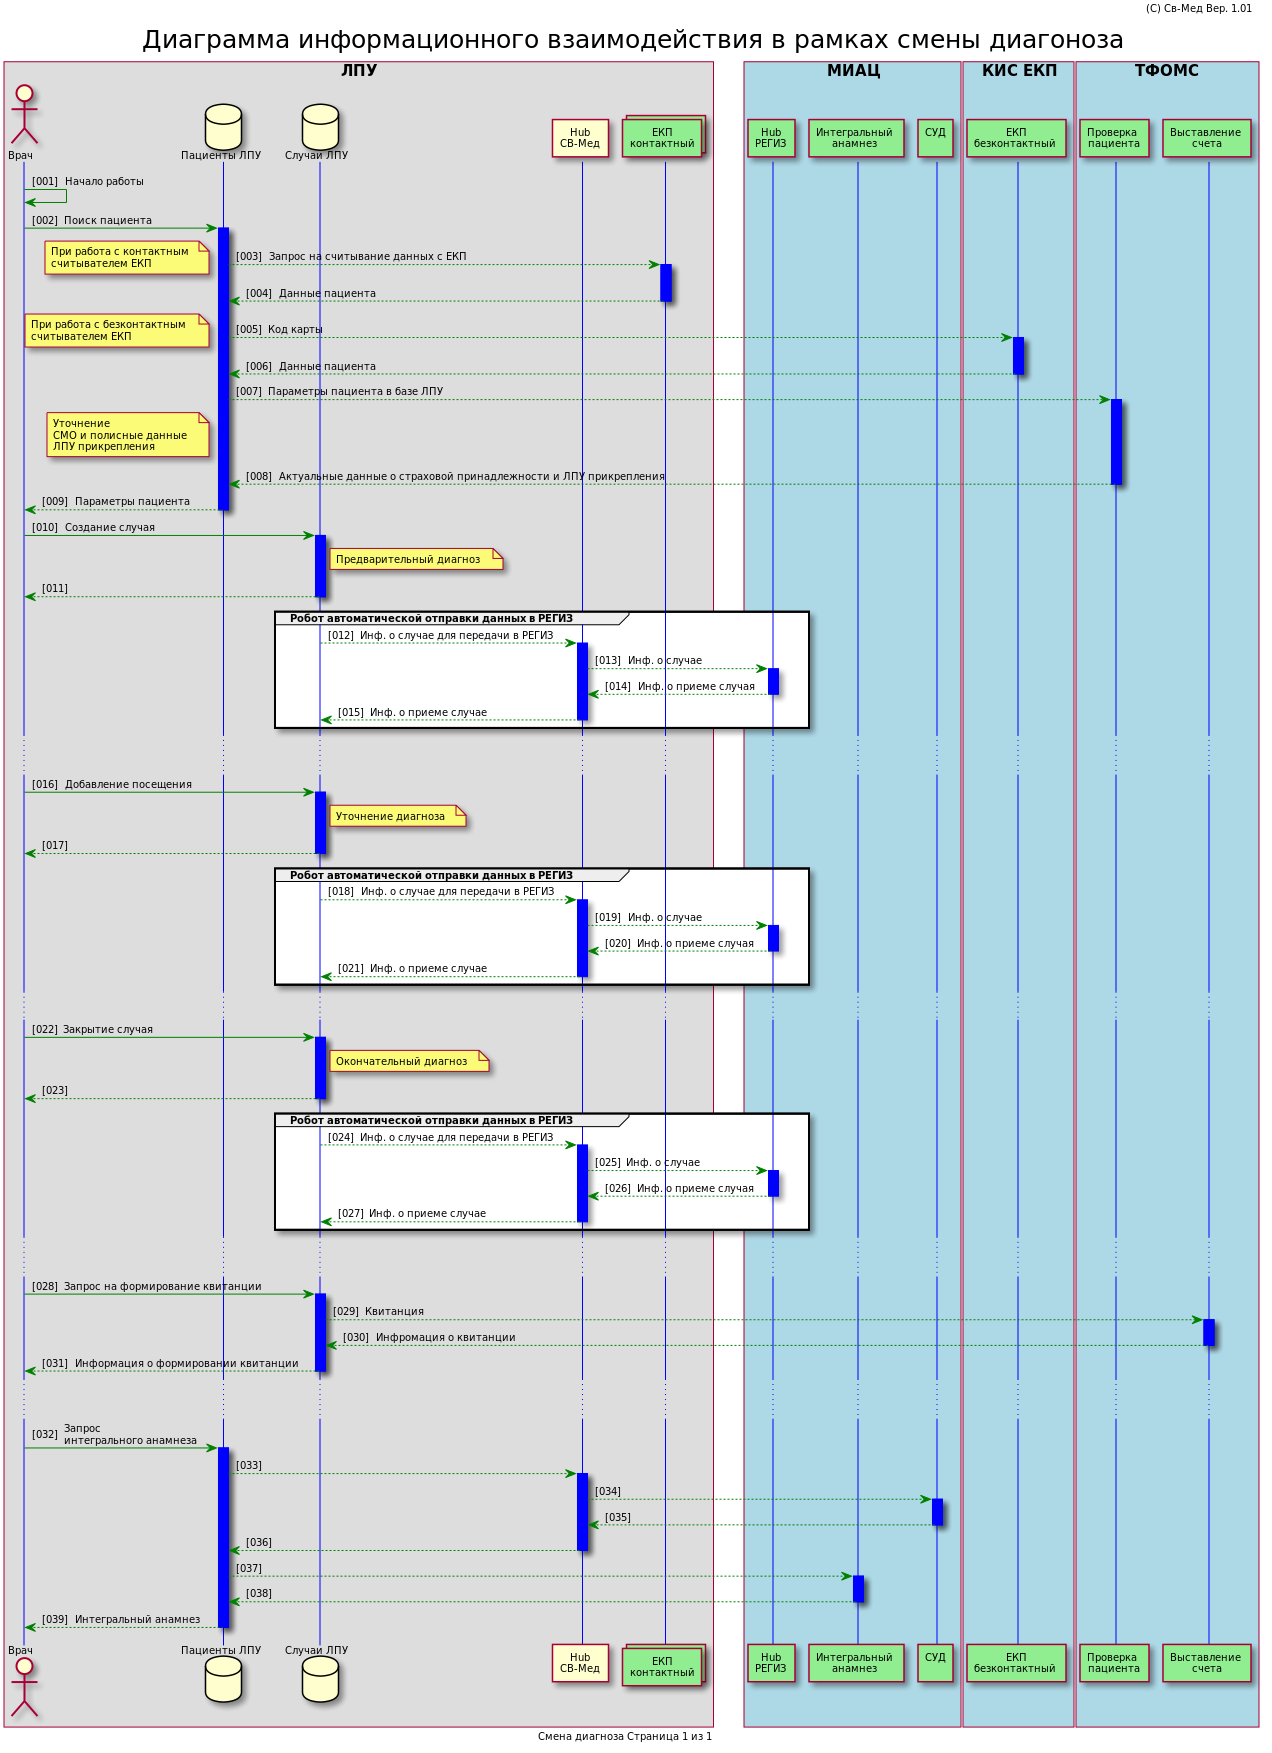 (C) Св-Мед Вер. 1.01
Диаграмма информационного взаимодействия в рамках смены диагоноза
ЛПУ
МИАЦ
КИС ЕКП
ТФОМС
Врач
Пациенты ЛПУ
Случаи ЛПУ
Hub
СВ-Мед
ЕКП
контактный
Hub
РЕГИЗ
Интегральный
анамнез
СУД
ЕКП
безконтактный
Проверка
пациента
Выставление
счета
[001] Начало работы
[002] Поиск пациента
При работа с контактным
считывателем ЕКП
[003] Запрос на считывание данных с ЕКП
[004] Данные пациента
При работа с безконтактным
считывателем ЕКП
[005] Код карты
[006] Данные пациента
[007] Параметры пациента в базе ЛПУ
Уточнение
СМО и полисные данные
ЛПУ прикрепления
[008] Актуальные данные о страховой принадлежности и ЛПУ прикрепления
[009] Параметры пациента
[010] Создание случая
Предварительный диагноз
[011]
Робот автоматической отправки данных в РЕГИЗ
[012] Инф. о случае для передачи в РЕГИЗ
[013] Инф. о случае
[014] Инф. о приеме случая
[015] Инф. о приеме случае
[016] Добавление посещения
Уточнение диагноза
[017]
Робот автоматической отправки данных в РЕГИЗ
[018] Инф. о случае для передачи в РЕГИЗ
[019] Инф. о случае
[020] Инф. о приеме случая
[021] Инф. о приеме случае
[022] Закрытие случая
Окончательный диагноз
[023]
Робот автоматической отправки данных в РЕГИЗ
[024] Инф. о случае для передачи в РЕГИЗ
[025] Инф. о случае
[026] Инф. о приеме случая
[027] Инф. о приеме случае
[028] Запрос на формирование квитанции
[029] Квитанция
[030] Инфромация о квитанции
[031] Информация о формировании квитанции
[032] Запрос
интегрального анамнеза
[033]
[034]
[035]
[036]
[037]
[038]
[039] Интегральный анамнез
Врач
Пациенты ЛПУ
Случаи ЛПУ
Hub
СВ-Мед
ЕКП
контактный
Hub
РЕГИЗ
Интегральный
анамнез
СУД
ЕКП
безконтактный
Проверка
пациента
Выставление
счета
Смена диагноза Страница 1 из 1